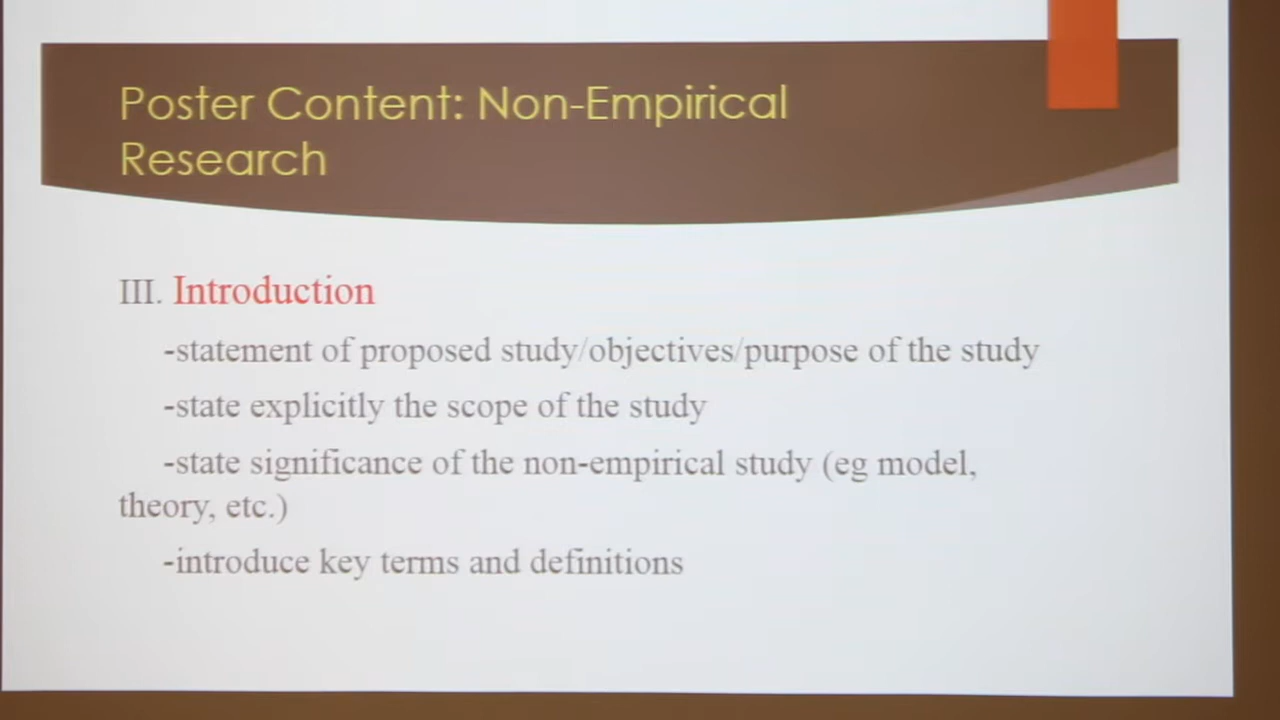 Poster Content: Non-Empirical
Research
III. Introduction
-statement of proposed study/objectives/purpose of the study
-state explicitly the scope of the study
-state significance of the non-empirical study (eg model,
theory, etc.)
-introduce key terms and definitions